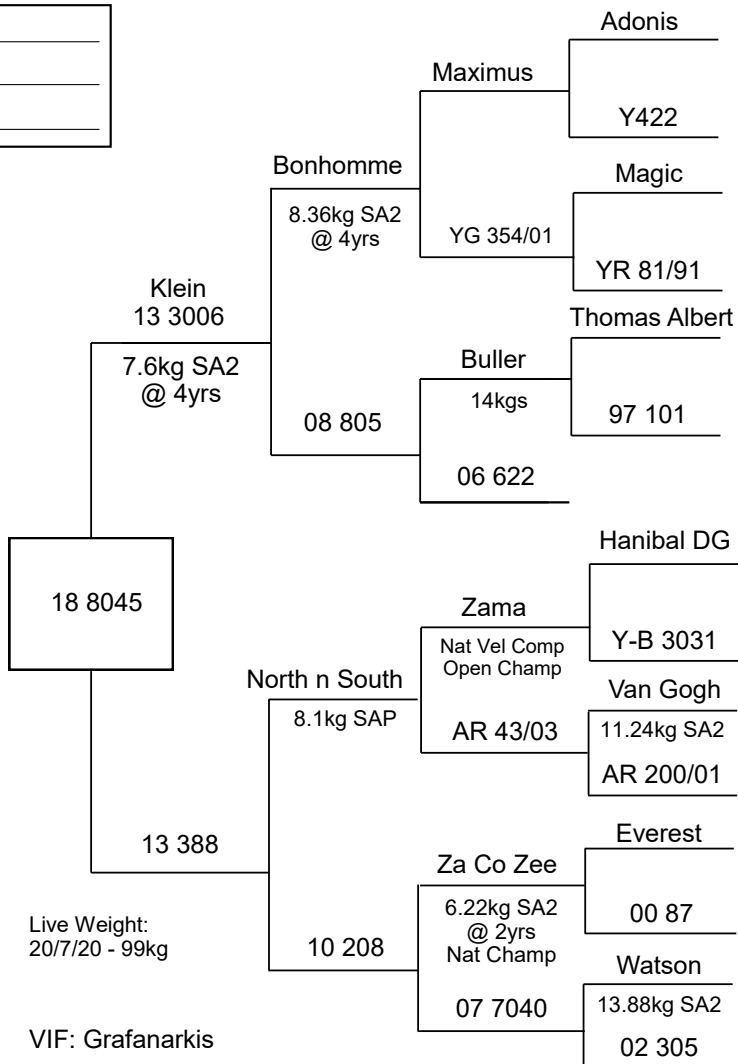 Adonis
Maximus
Y422
Bonhomme
Magic
8.36kg SA2
@ 4yrs
YG 354/01
YR 81/91
Klein
13 3006
Thomas Albert
7.6kg SA2
@ 4yrs
Buller
14kgs
08 805
97 101
06 622
Hanibal DG
18 8045
Zama
Nat Vel Comp
Open Champ
Y-B 3031
North n South
Van Gogh
8.1kg SAP
AR 43/03
11.24kg SA2
AR 200/01
13 388
Everest
Za Co Zee
6.22kg SA2
@ 2yrs
Nat Champ
00 87
Live Weight:
20/7/20 - 99kg
10 208
Watson
07 7040
13.88kg SA2
VIF: Grafanarkis
02 305